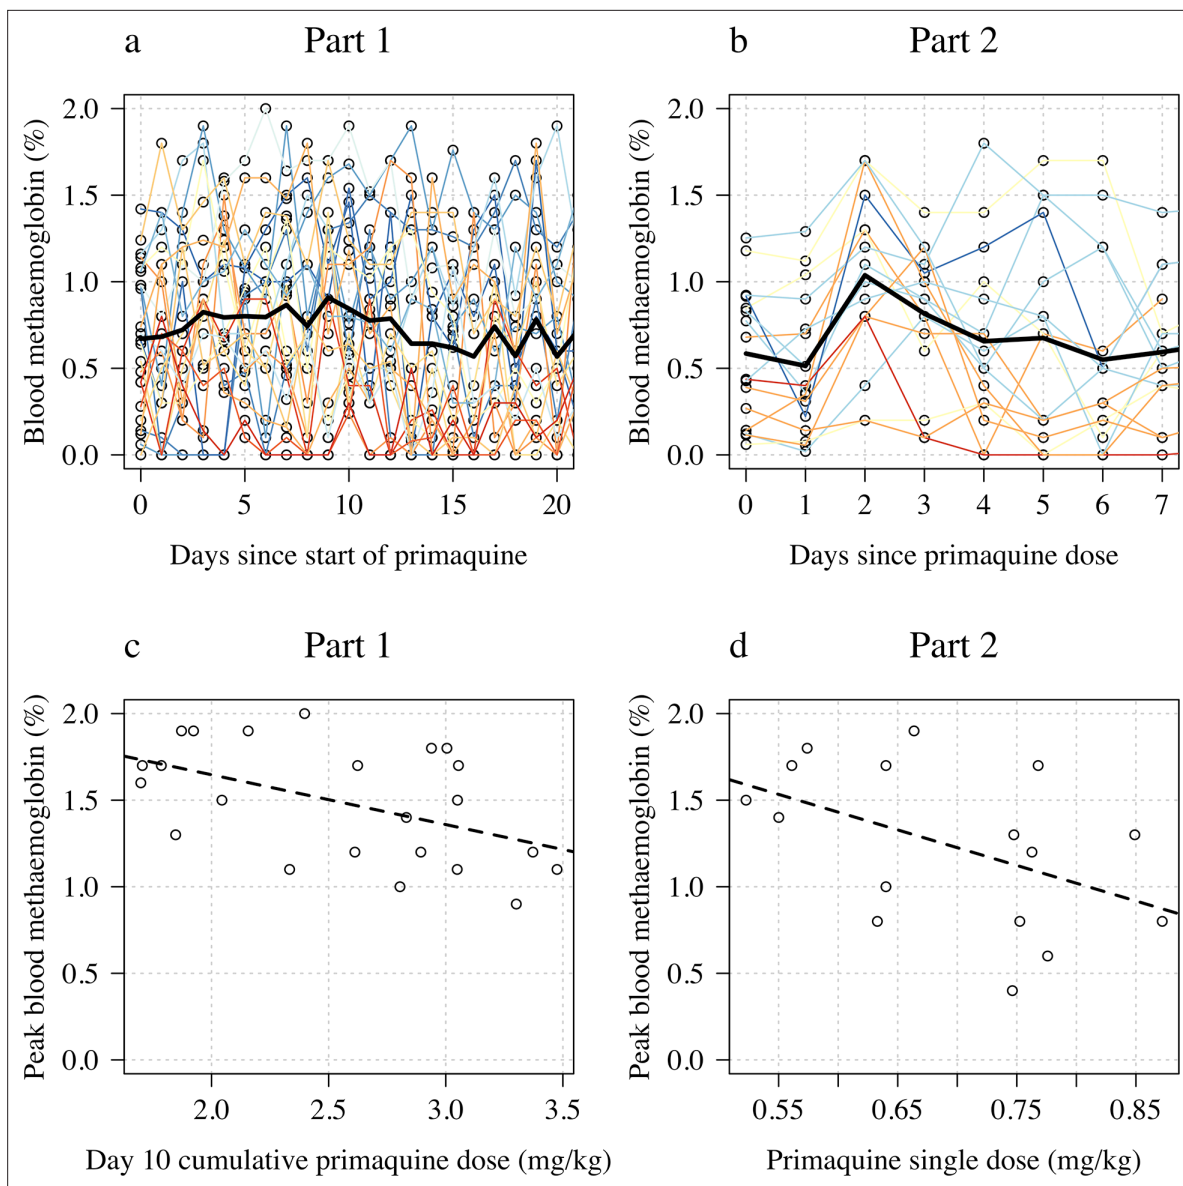 a Part 1
2.0
1.5
1.0
0.5
0.0
Blood methaemoglobin (%)
0 5 10 15 20
Days since start of primaquine
b Part 2
2.0
1.5
1.0
0.5
0.0
Blood methaemoglobin (%)
0 1 2 3 4 5 6 7
Days since primaquine dose
c Part 1
2.0
1.5
1.0
0.5
0.0
Peak blood methaemoglobin (%)
2.0 2.5 3.0 3.5
Day 10 cumulative primaquine dose (mg/kg)
d Part 2
2.0
1.5
1.0
0.5
0.0
Peak blood methaemoglobin (%)
0.55 0.65 0.75 0.85
Primaquine single dose (mg/kg)